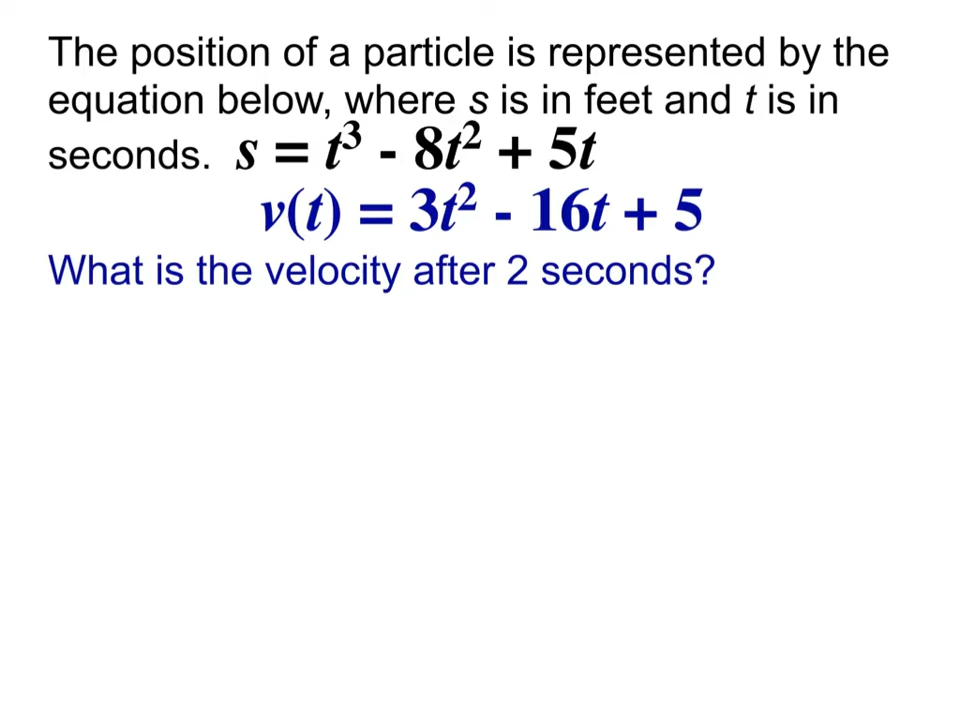 The position of a particle is represented by the
equation below, where s is in feet and t is in
seconds. s = t³ - 8t² + 5t
v(t) = 3t² - 16t + 5
What is the velocity after 2 seconds?